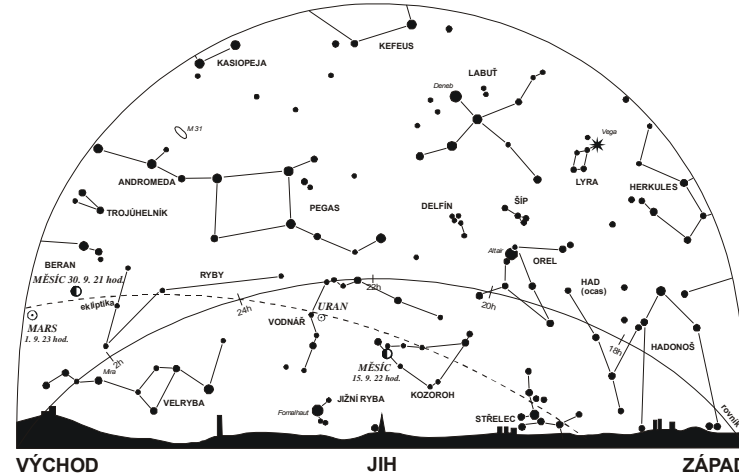 KEFEUS
KASIOPEJA
LABUŤ
Deneb
M 31
Vega
ANDROMEDA
LYRA
HERKULES
TROJÚHELNÍK
PEGAS
DELFÍN
ŠÍP
Altair
OREL
BERAN
MĚSÍC 30. 9. 21 hod.
RYBY
HAD
(ocas)
ekliptika
22h
24h
20h
URAN
VODNÁŘ
MARS
1. 9. 23 hod.
18h
HADONOŠ
2h
Mira
MĚSÍC
15. 9. 22 hod.
KOZOROH
VELRYBA
JIŽNÍ RYBA
Fomalhaut
STŘELEC
rovník
VÝCHOD
JIH
ZÁPAD